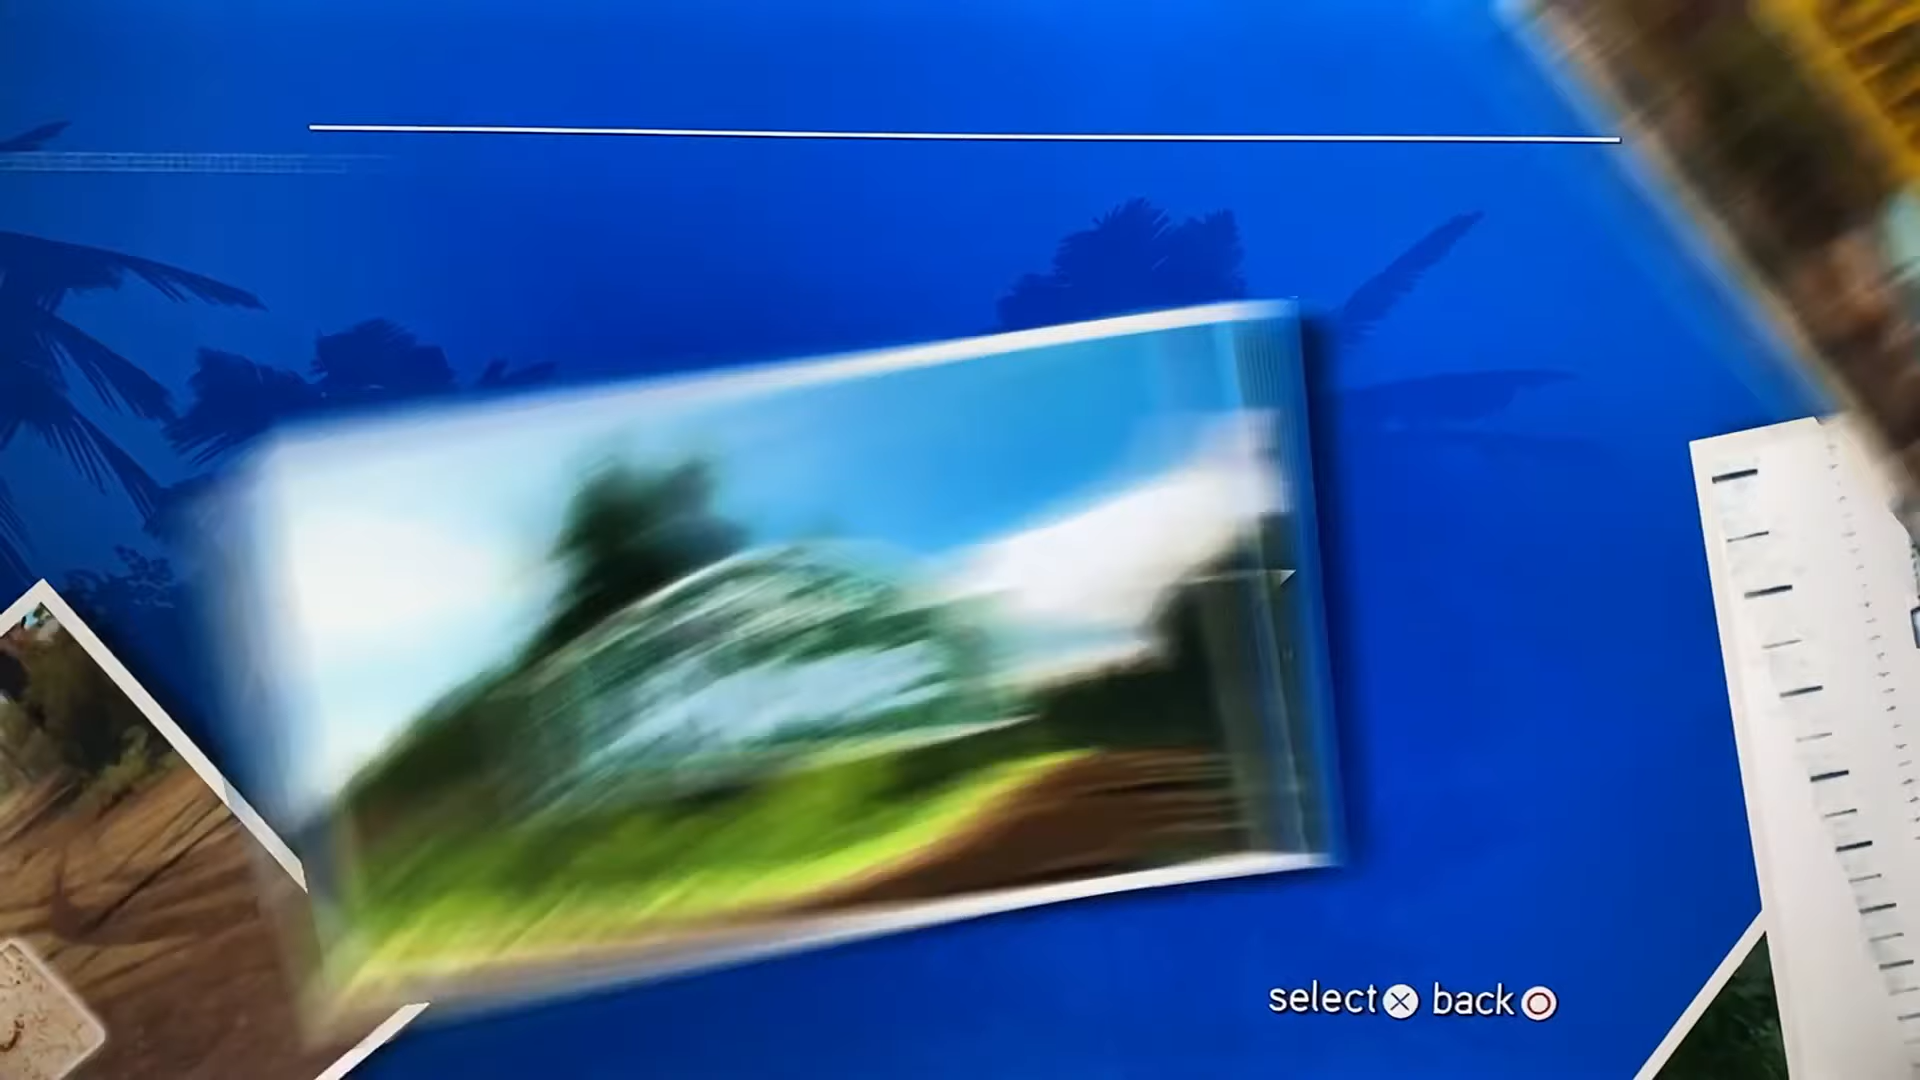 select ⓧ back ⓞ